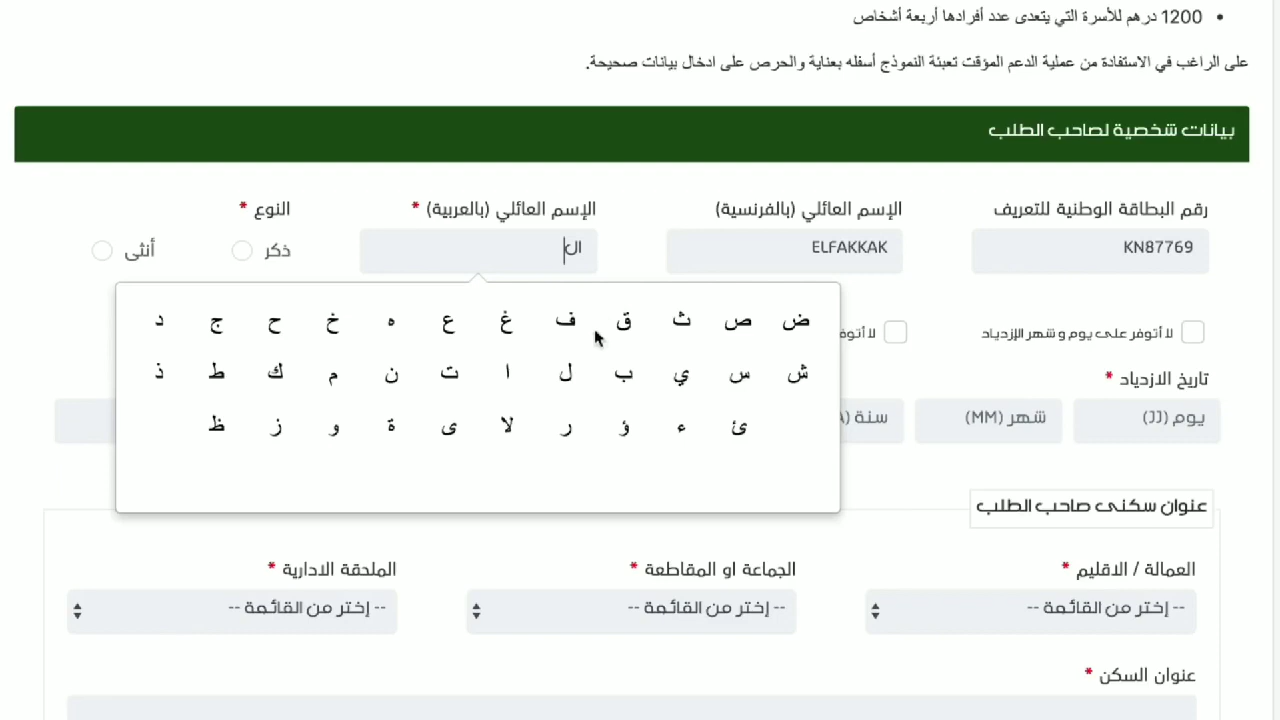 • 1200 درهم للأسرة التي يتعدى عدد أفرادها أربعة أشخاص
على الراغب في الاستفادة من عملية الدعم المؤقت تعبئة النموذج أسفله بعناية والحرص على ادخال بيانات صحيحة.
بيانات شخصية لصاحب الطلب
رقم البطاقة الوطنية للتعريف
KN87769
الإسم العائلي (بالفرنسية)
ELFAKKAK
الإسم العائلي (بالعربية) *
ال
النوع *
ذكر
أنثى
ض ص ث ق ف غ ع ه خ ح ج د
ش س ي ب ل ا ت ن م ك ط ذ
ئ ء ؤ ر لا ى ة و ز ظ
لا أتوفر على يوم و شهر الإزدياد
لا أتوفر
تاريخ الازدياد *
يوم (JJ)
شهر (MM)
سنة
عنوان سكنى صاحب الطلب
العمالة / الاقليم *
-- إختر من القائمة --
الجماعة او المقاطعة *
-- إختر من القائمة --
الملحقة الادارية *
-- إختر من القائمة --
عنوان السكن *